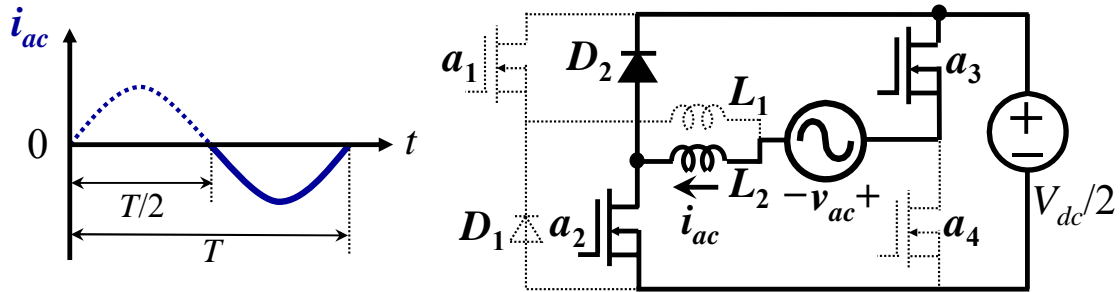 i_ac
0
t
T/2
T
a_1
D_2
a_3
L_1
L_2
i_ac
− v_ac +
+
−
V_dc/2
D_1
a_2
a_4